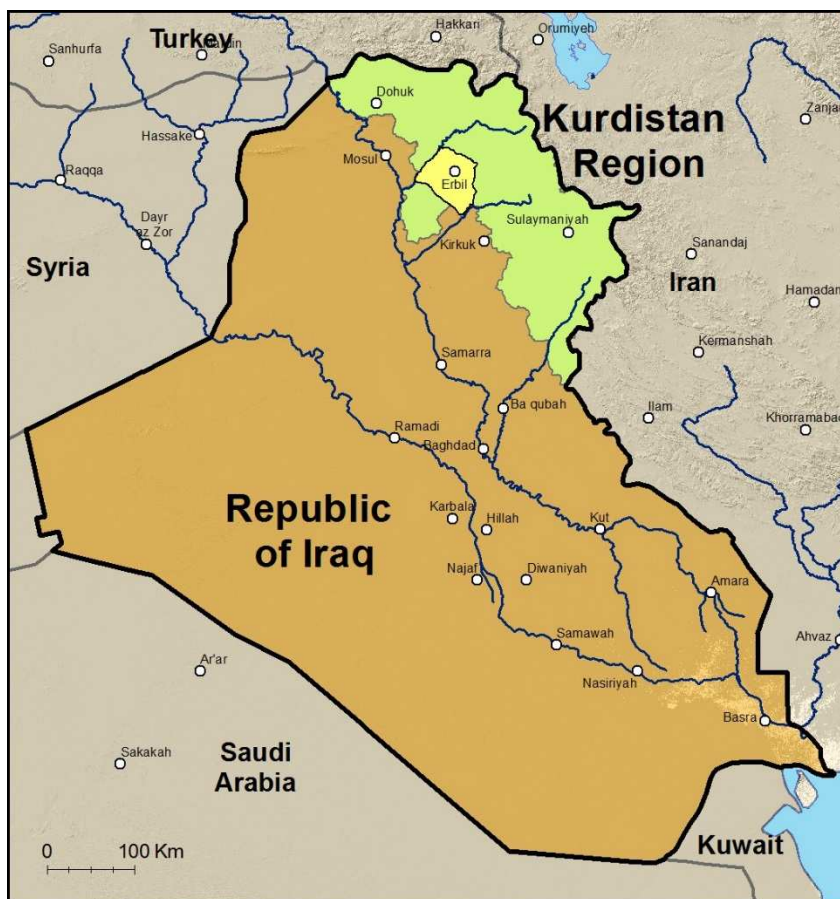 Turkey
Hakkari
Orumiyeh
Sanhurfa
Mardin
Dohuk
Zanjan
Kurdistan
Region
Hassake
Mosul
Raqqa
Erbil
Dayr
az Zor
Sulaymaniyah
Kirkuk
Sanandaj
Syria
Iran
Hamadan
Kermanshah
Samarra
Ba qubah
Ilam
Khorramabad
Ramadi
Baghdad
Republic
of Iraq
Karbala
Hillah
Kut
Najaf
Diwaniyah
Amara
Samawah
Ahvaz
Ar'ar
Nasiriyah
Basra
Sakakah
Saudi
Arabia
Kuwait
0 100 Km